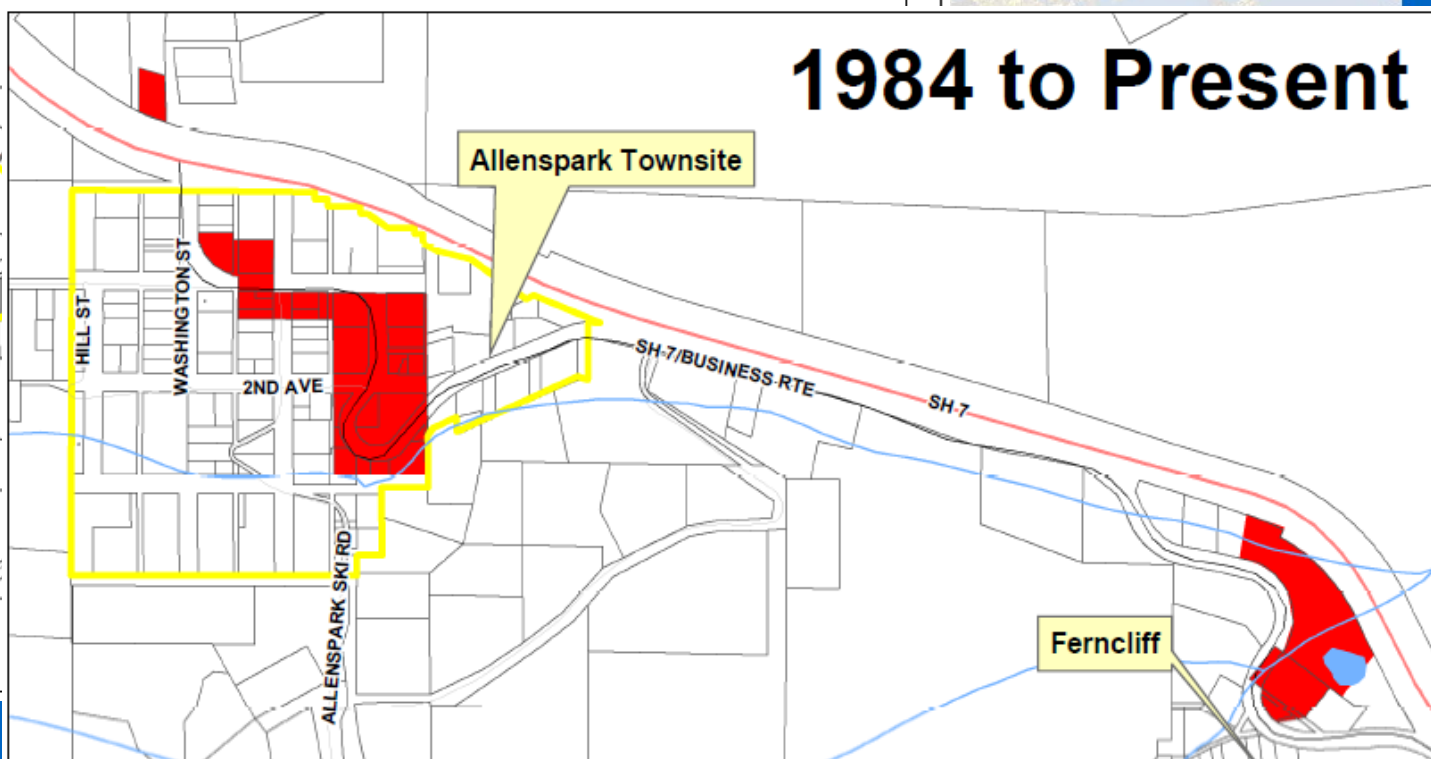 1984 to Present
Allenspark Townsite
WASHINGTON ST
HILL ST
2ND AVE
SH 7/BUSINESS RTE
SH 7
ALLENSPARK SKI RD
Ferncliff